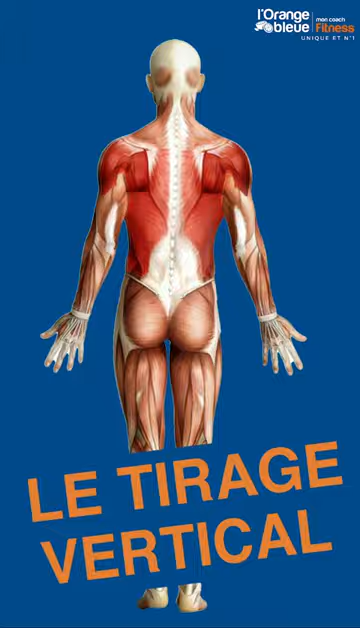 l'Orange
bleue
mon coach
Fitness
UNIQUE ET N°1
LE TIRAGE
VERTICAL